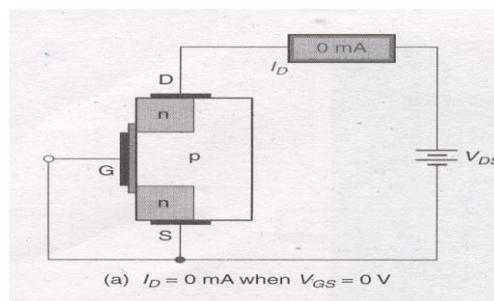 0 mA
I_D
D
n
G
p
V_DS
n
S
(a) I_D = 0 mA when V_GS = 0 V